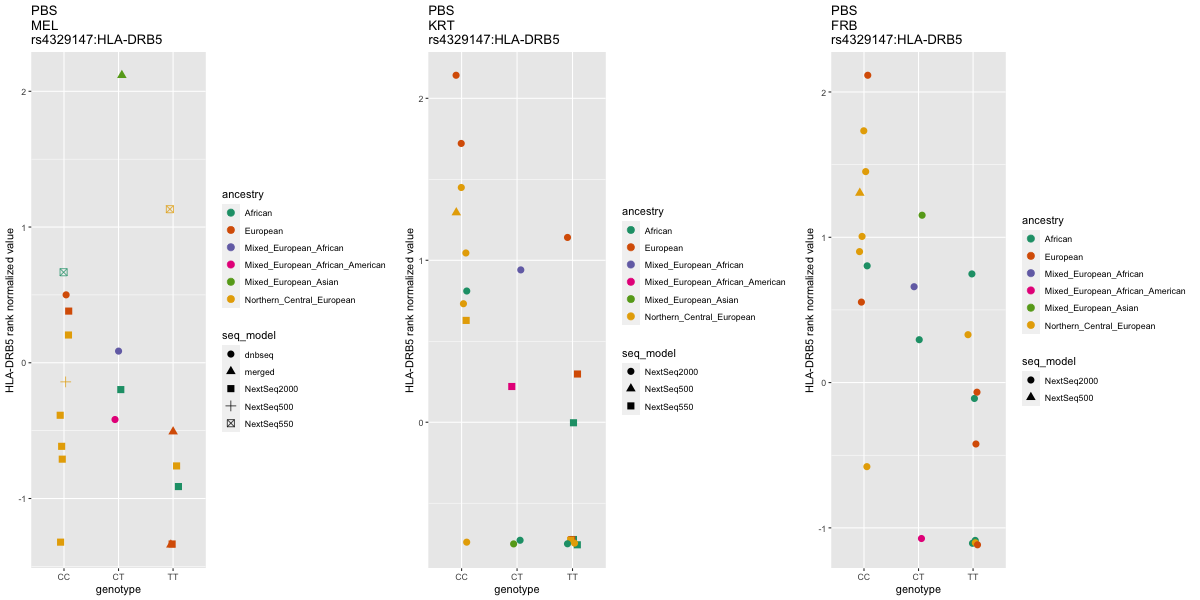 PBS
MEL
rs4329147:HLA-DRB5
HLA-DRB5 rank normalized value
2
1
0
-1
CC
CT
TT
genotype
ancestry
African
European
Mixed_European_African
Mixed_European_African_American
Mixed_European_Asian
Northern_Central_European
seq_model
dnbseq
merged
NextSeq2000
NextSeq500
NextSeq550
PBS
KRT
rs4329147:HLA-DRB5
HLA-DRB5 rank normalized value
2
1
0
CC
CT
TT
genotype
ancestry
African
European
Mixed_European_African
Mixed_European_African_American
Mixed_European_Asian
Northern_Central_European
seq_model
NextSeq2000
NextSeq500
NextSeq550
PBS
FRB
rs4329147:HLA-DRB5
HLA-DRB5 rank normalized value
2
1
0
-1
CC
CT
TT
genotype
ancestry
African
European
Mixed_European_African
Mixed_European_African_American
Mixed_European_Asian
Northern_Central_European
seq_model
NextSeq2000
NextSeq500